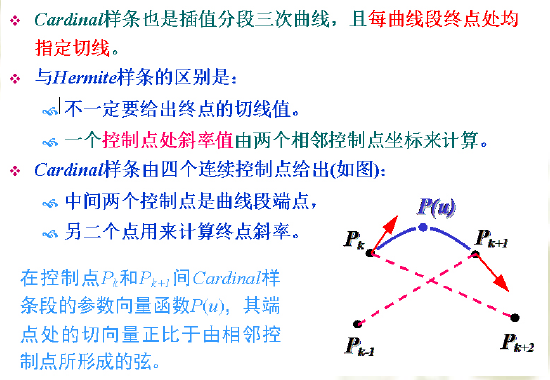 Cardinal样条也是插值分段三次曲线，且每曲线段终点处均
指定切线。
与Hermite样条的区别是：
不一定要给出终点的切线值。
一个控制点处斜率值由两个相邻控制点坐标来计算。
Cardinal样条由四个连续控制点给出(如图)：
中间两个控制点是曲线段端点，
另二个点用来计算终点斜率。
在控制点Pk和Pk+1间Cardinal样
条段的参数向量函数P(u)，其端
点处的切向量正比于由相邻控
制点所形成的弦。
P(u)
Pk
Pk+1
Pk-1
Pk+2